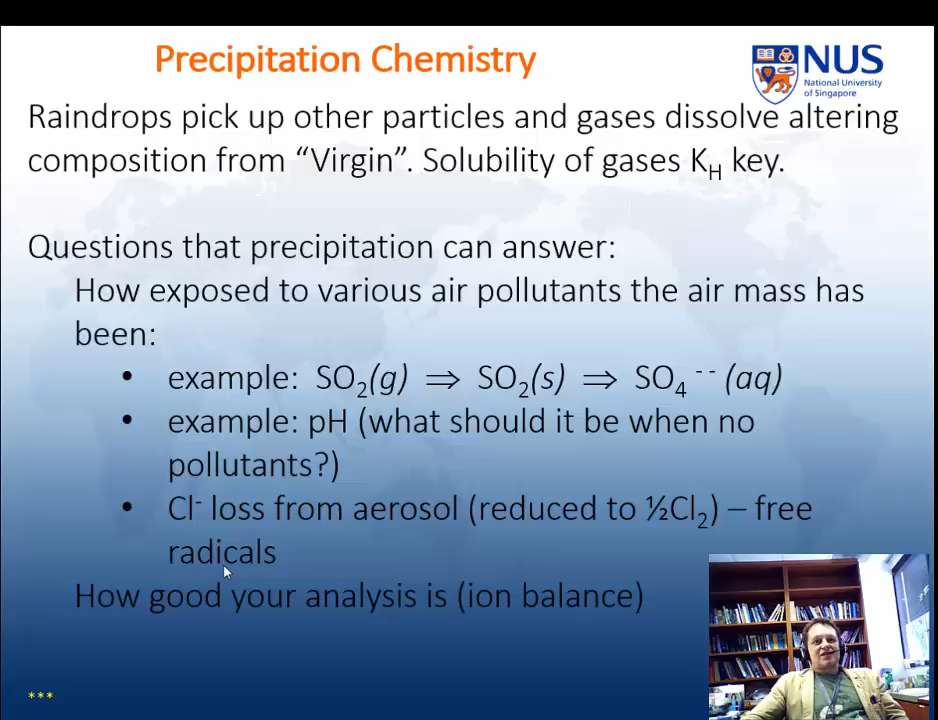 Precipitation Chemistry
NUS
National University
of Singapore
Raindrops pick up other particles and gases dissolve altering
composition from “Virgin”. Solubility of gases K_H key.
Questions that precipitation can answer:
How exposed to various air pollutants the air mass has
been:
• example: SO₂(g) ⇒ SO₂(s) ⇒ SO₄⁻⁻(aq)
• example: pH (what should it be when no
pollutants?)
• Cl⁻ loss from aerosol (reduced to ½Cl₂) – free
radicals
How good your analysis is (ion balance)
***